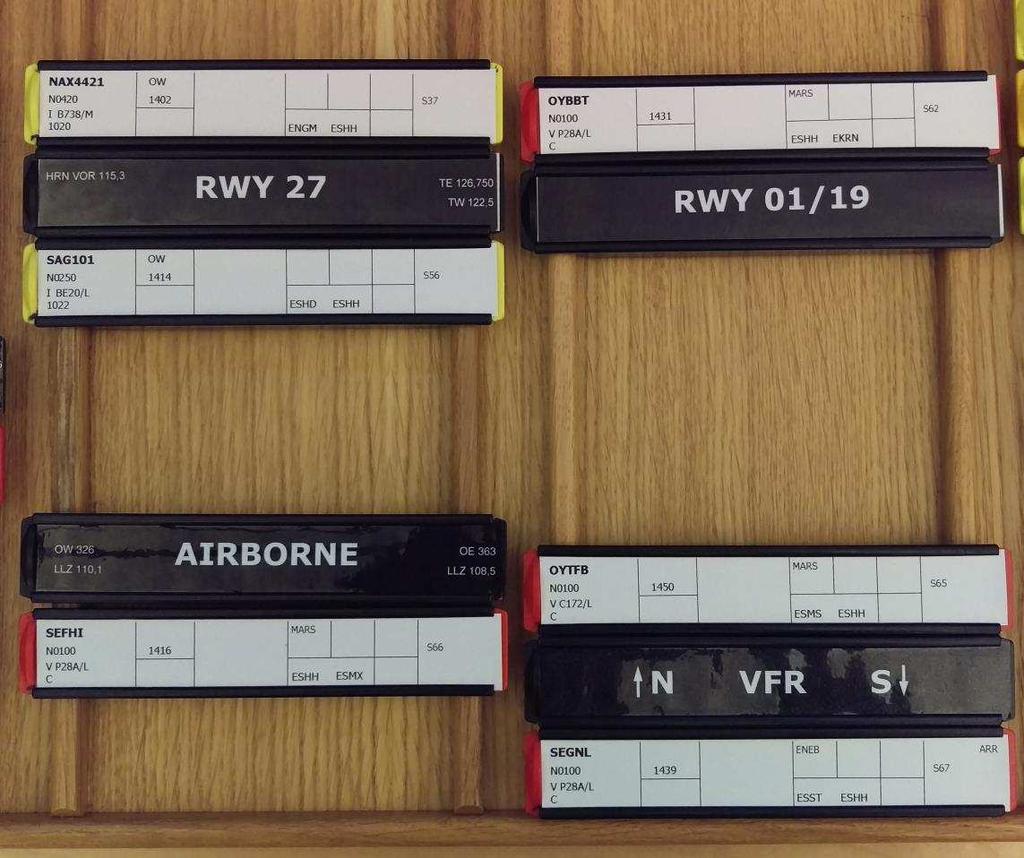 NAX4421 OW
N0420 1402 S37
I B738/M
1020 ENGM ESHH
HRN VOR 115,3 RWY 27 TE 126,750
TW 122,5
SAG101 OW
N0250 1414 S56
I BE20/L
1022 ESHD ESHH
AIRBORNE
OW 326 OE 363
LLZ 110,1 LLZ 108,5
SEFHI MARS
N0100 1416 S66
V P28A/L
C ESHH ESMX
OYBBT MARS
N0100 1431 S62
V P28A/L
C ESHH EKRN
RWY 01/19
OYTFB MARS
N0100 1450 S65
V C172/L
C ESMS ESHH
↑N VFR S↓
SEGNL ENEB ARR
N0100 1439 S67
V P28A/L
C ESST ESHH